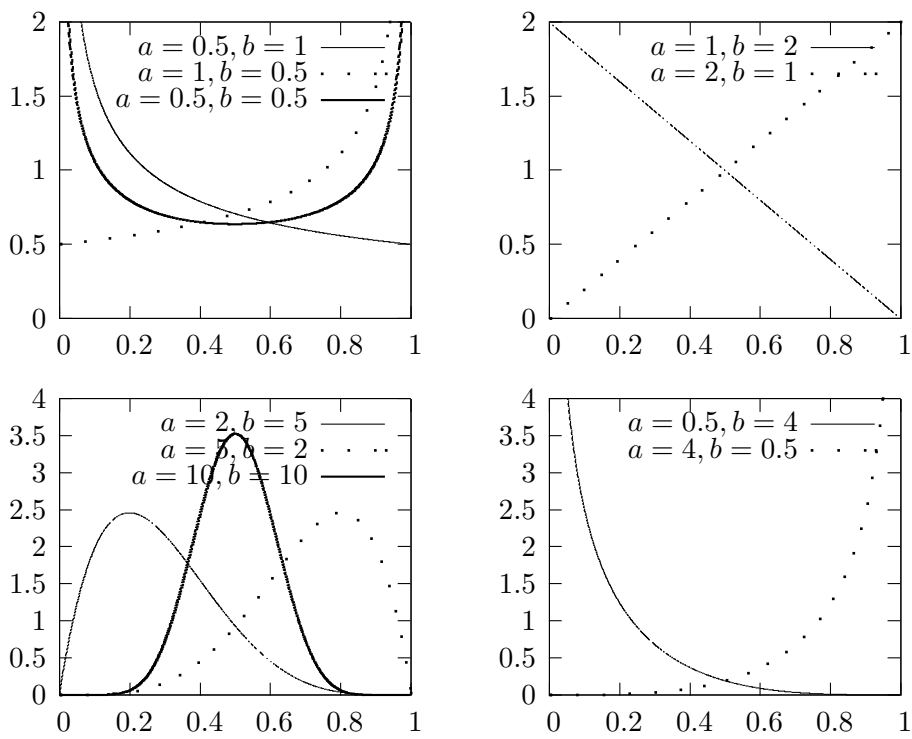 2
1.5
1
0.5
0
0 0.2 0.4 0.6 0.8 1
a = 0.5, b = 1
a = 1, b = 0.5
a = 0.5, b = 0.5
2
1.5
1
0.5
0
0 0.2 0.4 0.6 0.8 1
a = 1, b = 2
a = 2, b = 1
4
3.5
3
2.5
2
1.5
1
0.5
0
0 0.2 0.4 0.6 0.8 1
a = 2, b = 5
a = 5, b = 2
a = 10, b = 10
4
3.5
3
2.5
2
1.5
1
0.5
0
0 0.2 0.4 0.6 0.8 1
a = 0.5, b = 4
a = 4, b = 0.5